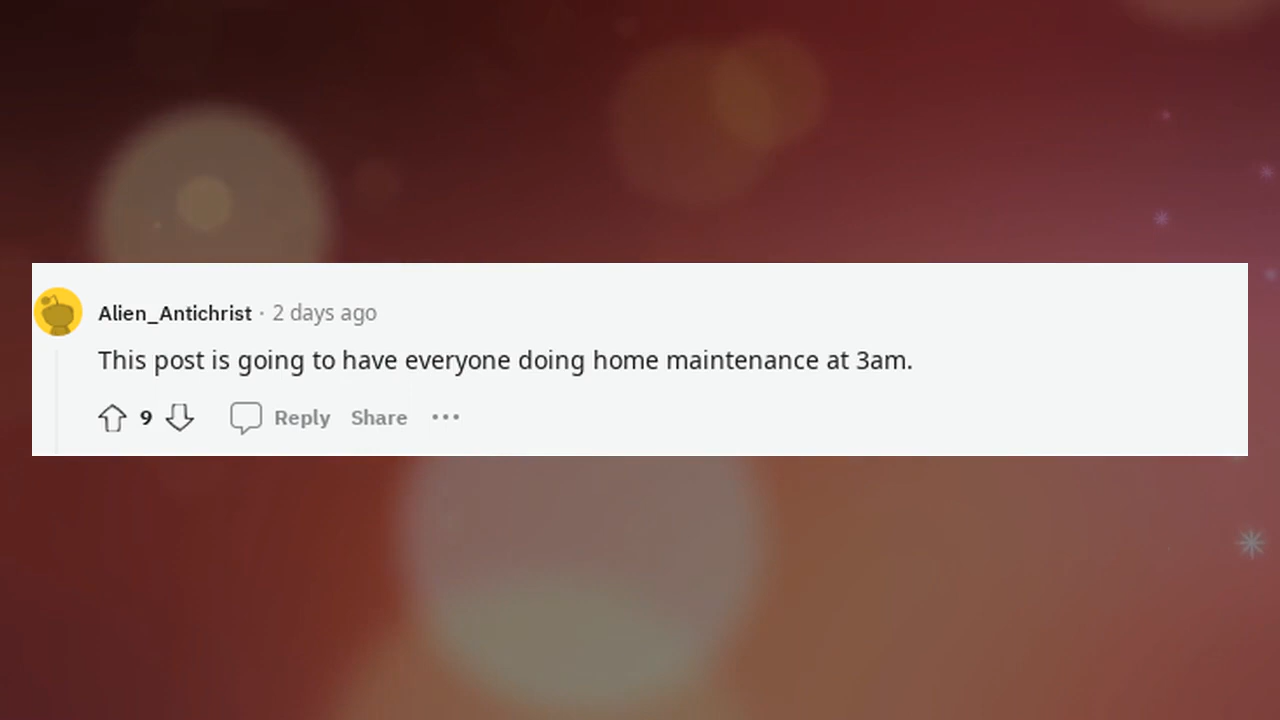 Alien_Antichrist · 2 days ago
This post is going to have everyone doing home maintenance at 3am.
9 Reply Share ···